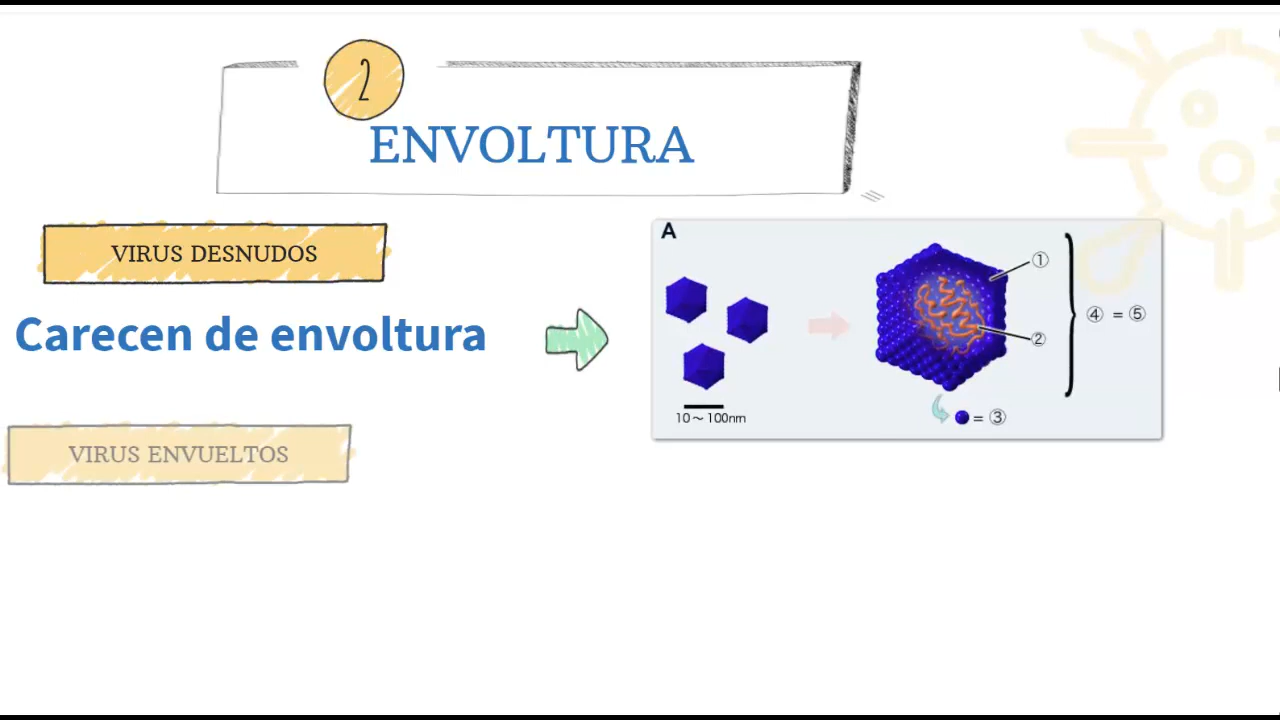 2
ENVOLTURA
VIRUS DESNUDOS
Carecen de envoltura
VIRUS ENVUELTOS
A
①
②
④ = ⑤
10～100nm
= ③